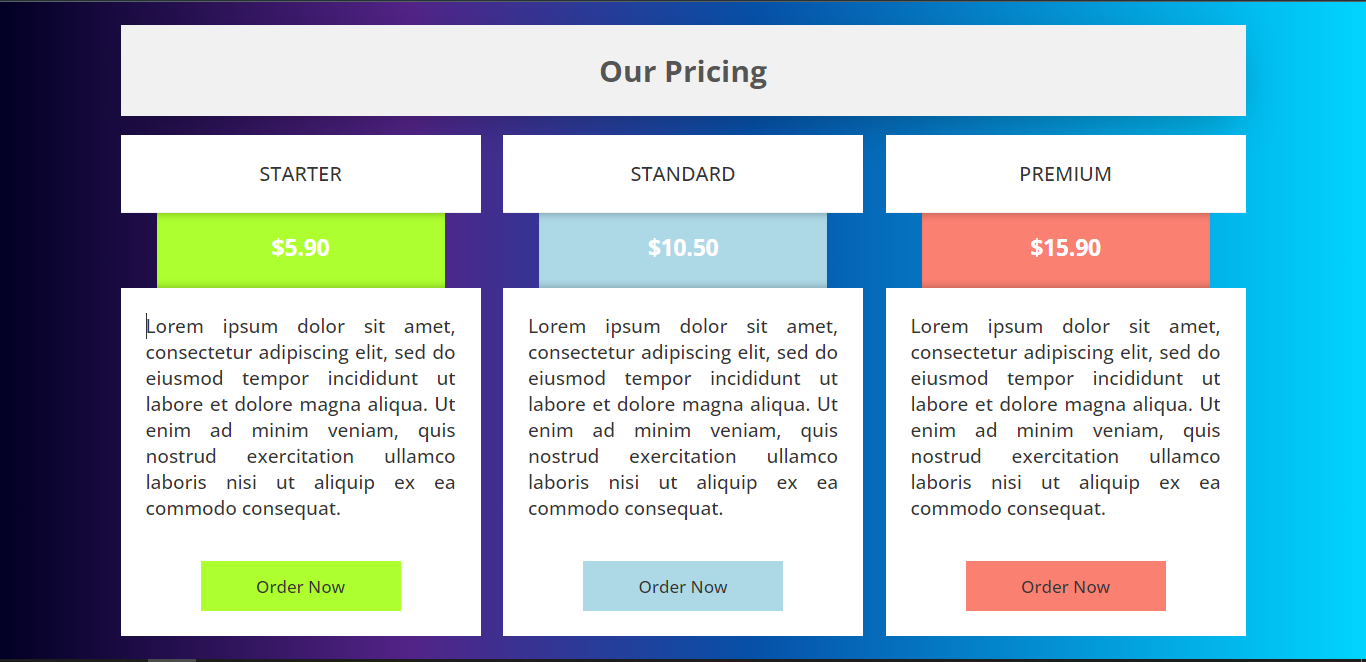 Our Pricing
STARTER
$5.90
Lorem ipsum dolor sit amet,
consectetur adipiscing elit, sed do
eiusmod tempor incididunt ut
labore et dolore magna aliqua. Ut
enim ad minim veniam, quis
nostrud exercitation ullamco
laboris nisi ut aliquip ex ea
commodo consequat.
Order Now
STANDARD
$10.50
Lorem ipsum dolor sit amet,
consectetur adipiscing elit, sed do
eiusmod tempor incididunt ut
labore et dolore magna aliqua. Ut
enim ad minim veniam, quis
nostrud exercitation ullamco
laboris nisi ut aliquip ex ea
commodo consequat.
Order Now
PREMIUM
$15.90
Lorem ipsum dolor sit amet,
consectetur adipiscing elit, sed do
eiusmod tempor incididunt ut
labore et dolore magna aliqua. Ut
enim ad minim veniam, quis
nostrud exercitation ullamco
laboris nisi ut aliquip ex ea
commodo consequat.
Order Now